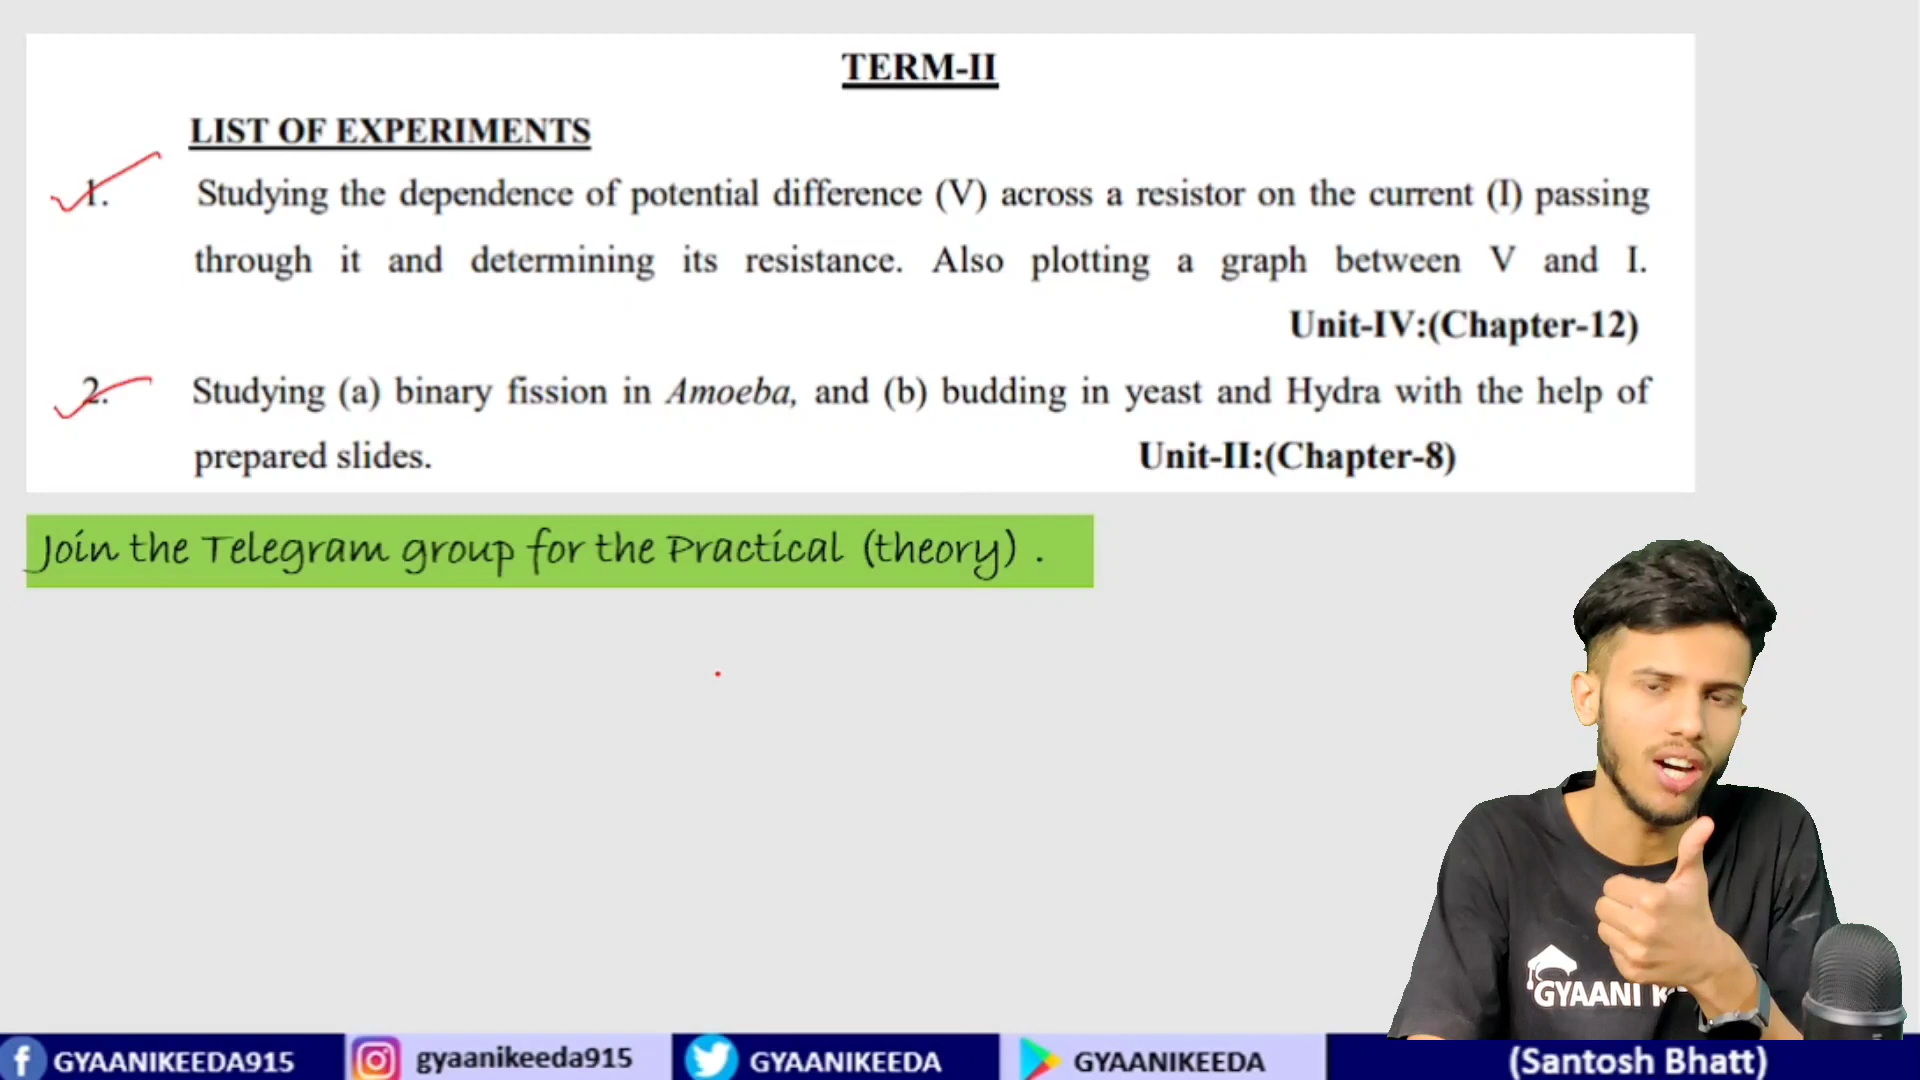 TERM-II
LIST OF EXPERIMENTS
1. Studying the dependence of potential difference (V) across a resistor on the current (I) passing
through it and determining its resistance. Also plotting a graph between V and I.
Unit-IV:(Chapter-12)
2. Studying (a) binary fission in Amoeba, and (b) budding in yeast and Hydra with the help of
prepared slides. Unit-II:(Chapter-8)
Join the Telegram group for the Practical (theory) .
GYAANI
GYAANIKEEDA915 gyaanikeeda915 GYAANIKEEDA GYAANIKEEDA (Santosh Bhatt)